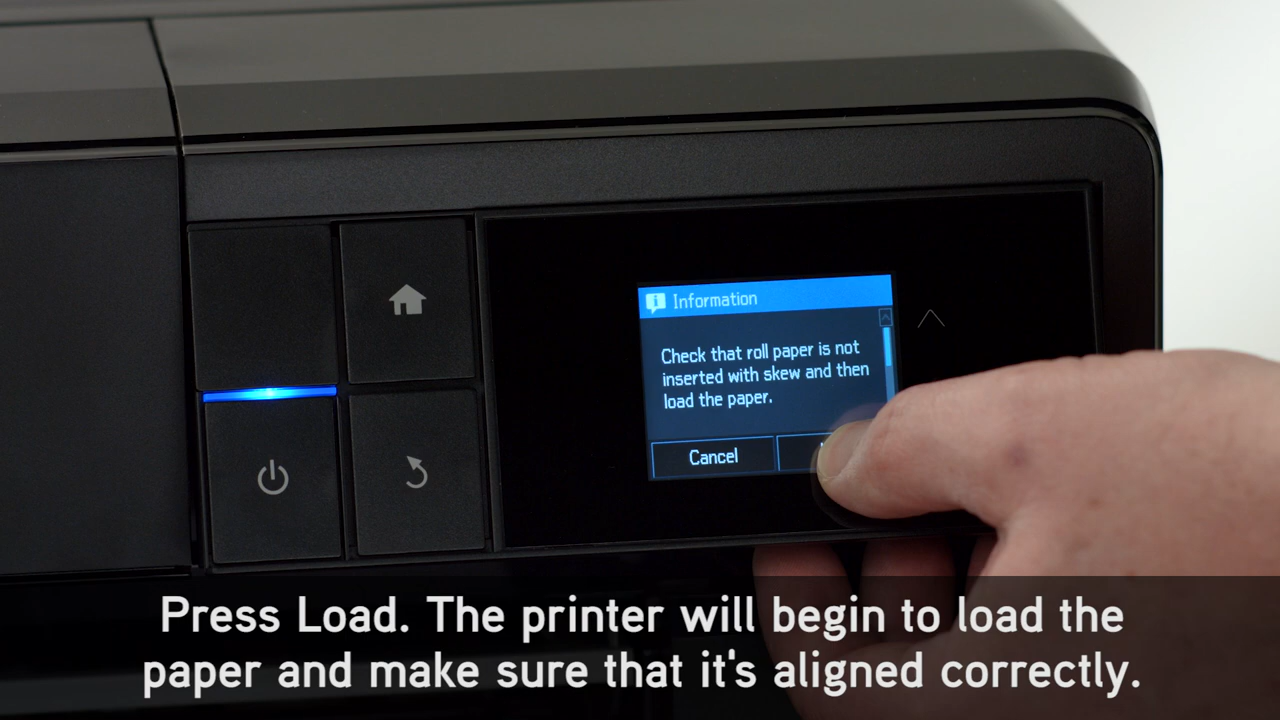 Information
Check that roll paper is not
inserted with skew and then
load the paper.
Cancel
Press Load. The printer will begin to load the
paper and make sure that it's aligned correctly.